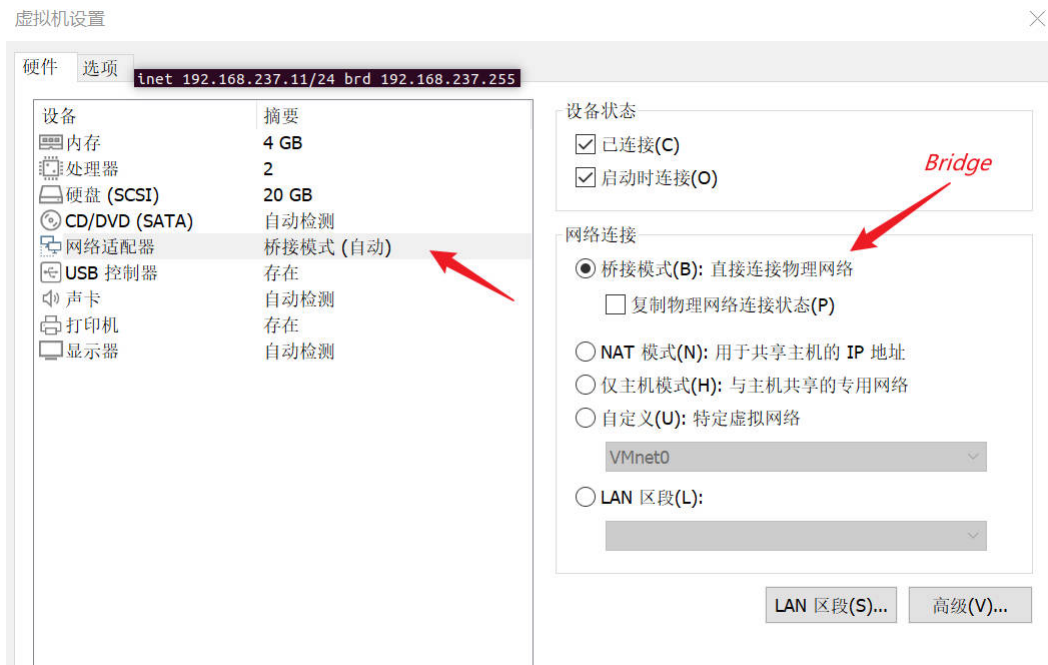 虚拟机设置
硬件 选项
inet 192.168.237.11/24 brd 192.168.237.255
设备 摘要
内存 4 GB
处理器 2
硬盘 (SCSI) 20 GB
CD/DVD (SATA) 自动检测
网络适配器 桥接模式 (自动)
USB 控制器 存在
声卡 自动检测
打印机 存在
显示器 自动检测
设备状态
已连接(C)
启动时连接(O)
Bridge
网络连接
桥接模式(B): 直接连接物理网络
复制物理网络连接状态(P)
NAT 模式(N): 用于共享主机的 IP 地址
仅主机模式(H): 与主机共享的专用网络
自定义(U): 特定虚拟网络
VMnet0
LAN 区段(L):
LAN 区段(S)... 高级(V)...